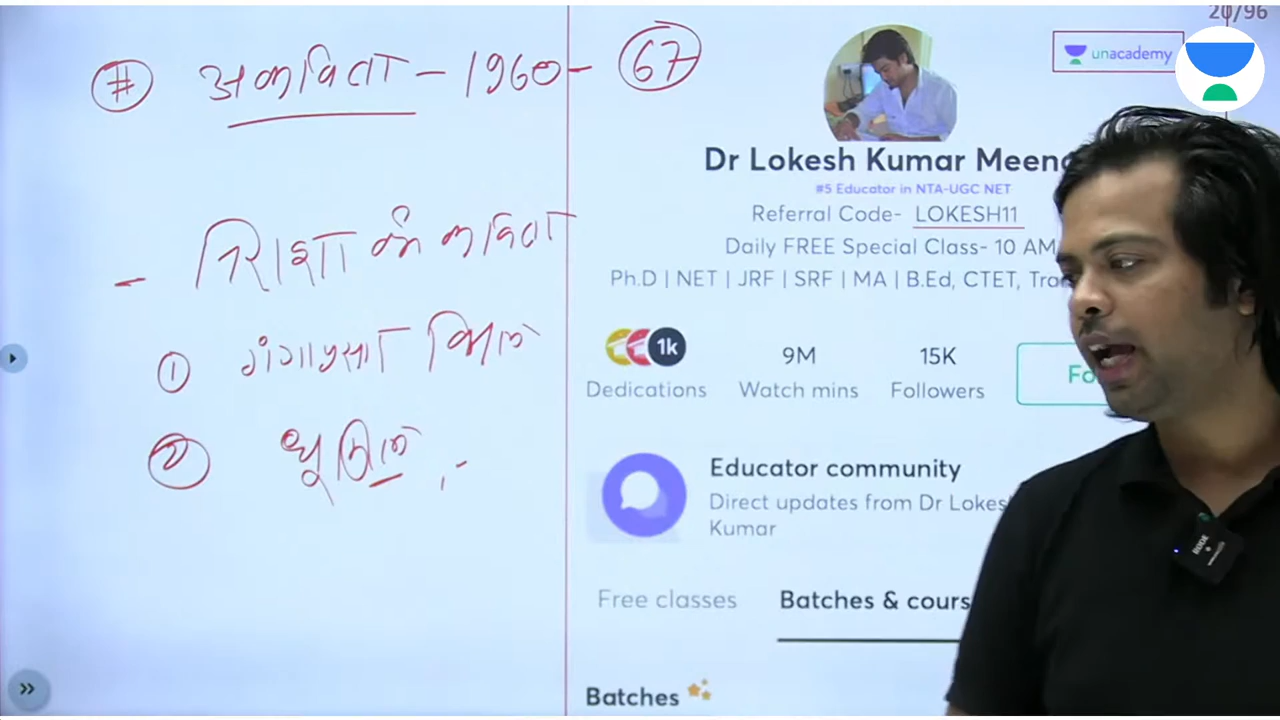 # अकविता - 1960 - 67
- निराशा की कविता
① गंगाप्रसाद विमल
② धूमिल,
20/96
unacademy
Dr Lokesh Kumar Meena
#5 Educator in NTA-UGC NET
Referral Code- LOKESH11
Daily FREE Special Class- 10 AM
Ph.D | NET | JRF | SRF | MA | B.Ed, CTET, Tra
1k 9M 15K
Dedications Watch mins Followers
Fo
Educator community
Direct updates from Dr Lokes
Kumar
Free classes Batches & cours
Batches
RODE